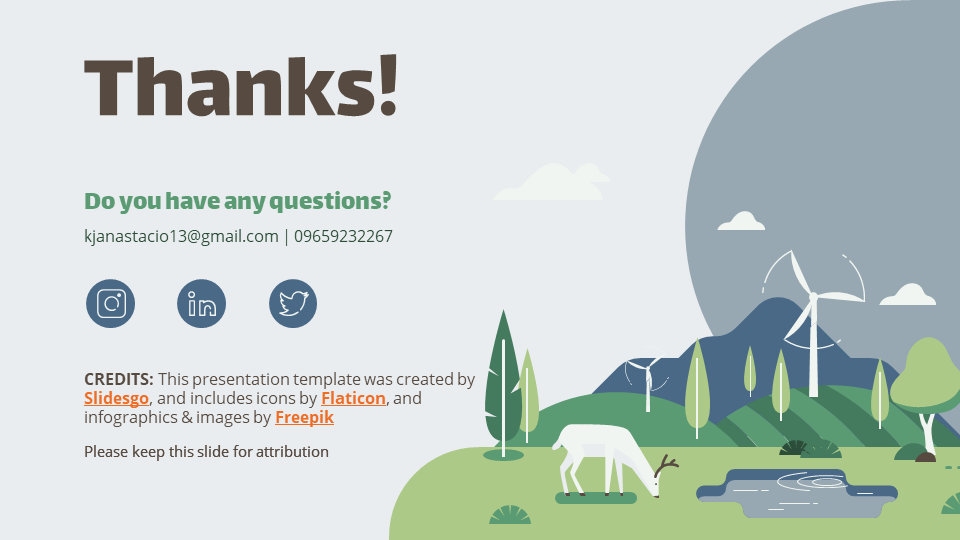 Thanks!
Do you have any questions?
kjanastacio13@gmail.com | 09659232267
in
CREDITS: This presentation template was created by
Slidesgo, and includes icons by Flaticon, and
infographics & images by Freepik
Please keep this slide for attribution